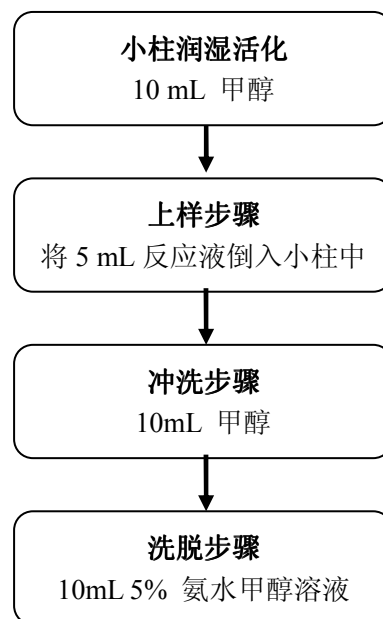 小柱润湿活化
10 mL 甲醇
上样步骤
将 5 mL 反应液倒入小柱中
冲洗步骤
10mL 甲醇
洗脱步骤
10mL 5% 氨水甲醇溶液